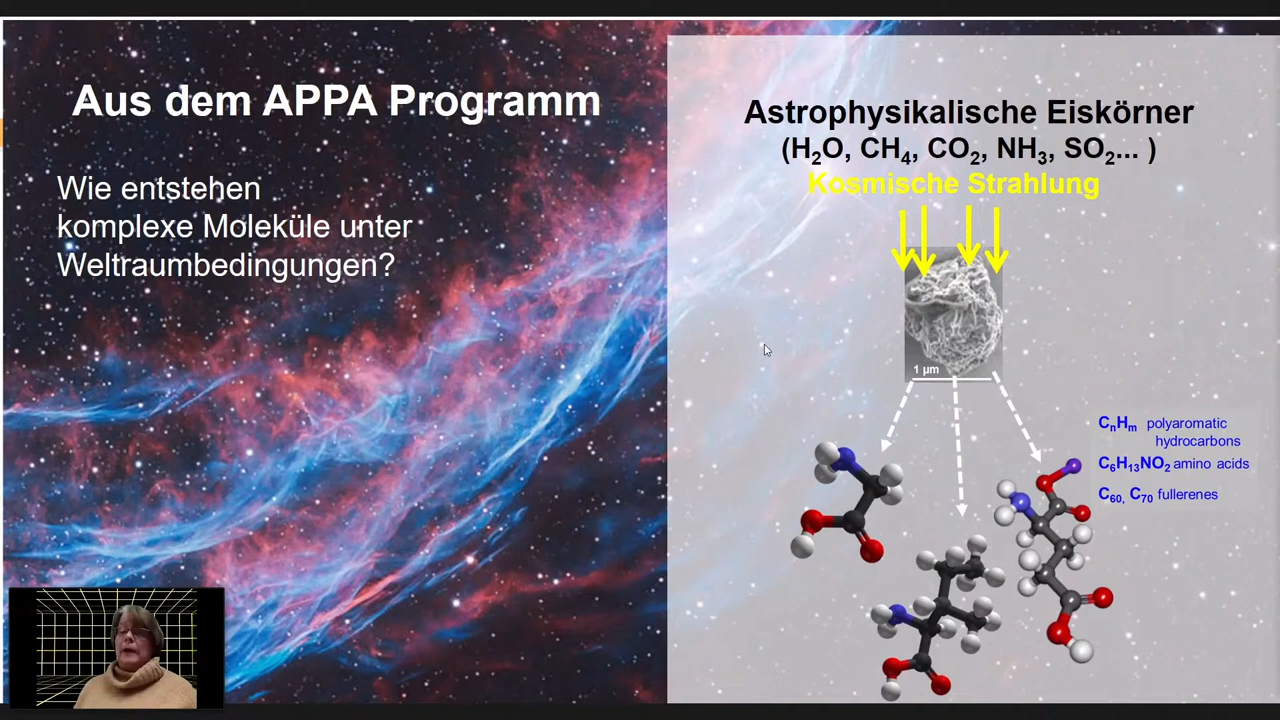 Aus dem APPA Programm
Wie entstehen
komplexe Moleküle unter
Weltraumbedingungen?
Astrophysikalische Eiskörner
(H₂O, CH₄, CO₂, NH₃, SO₂... )
Kosmische Strahlung
1 µm
CₙHₘ polyaromatic
hydrocarbons
C₆H₁₃NO₂ amino acids
C₆₀, C₇₀ fullerenes